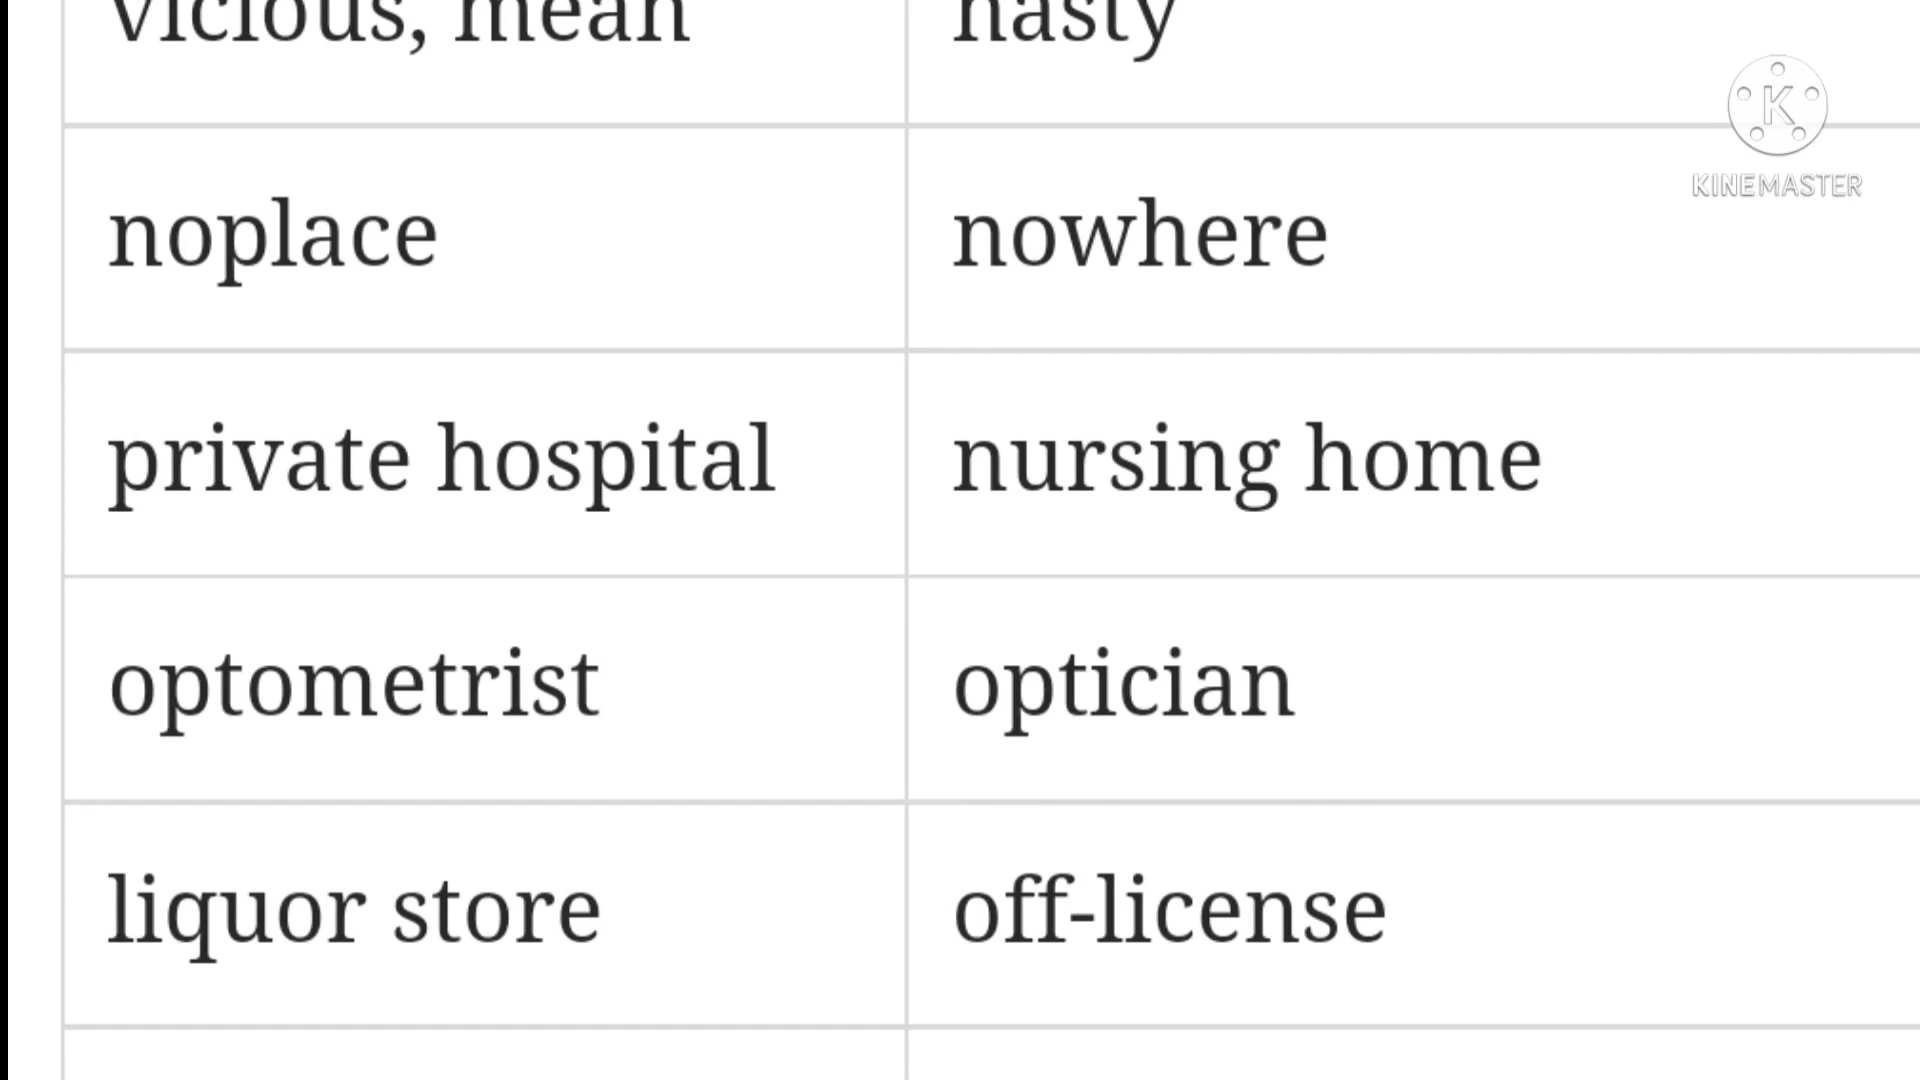 vicious, mean nasty
K
KINEMASTER
noplace nowhere
private hospital nursing home
optometrist optician
liquor store off-license